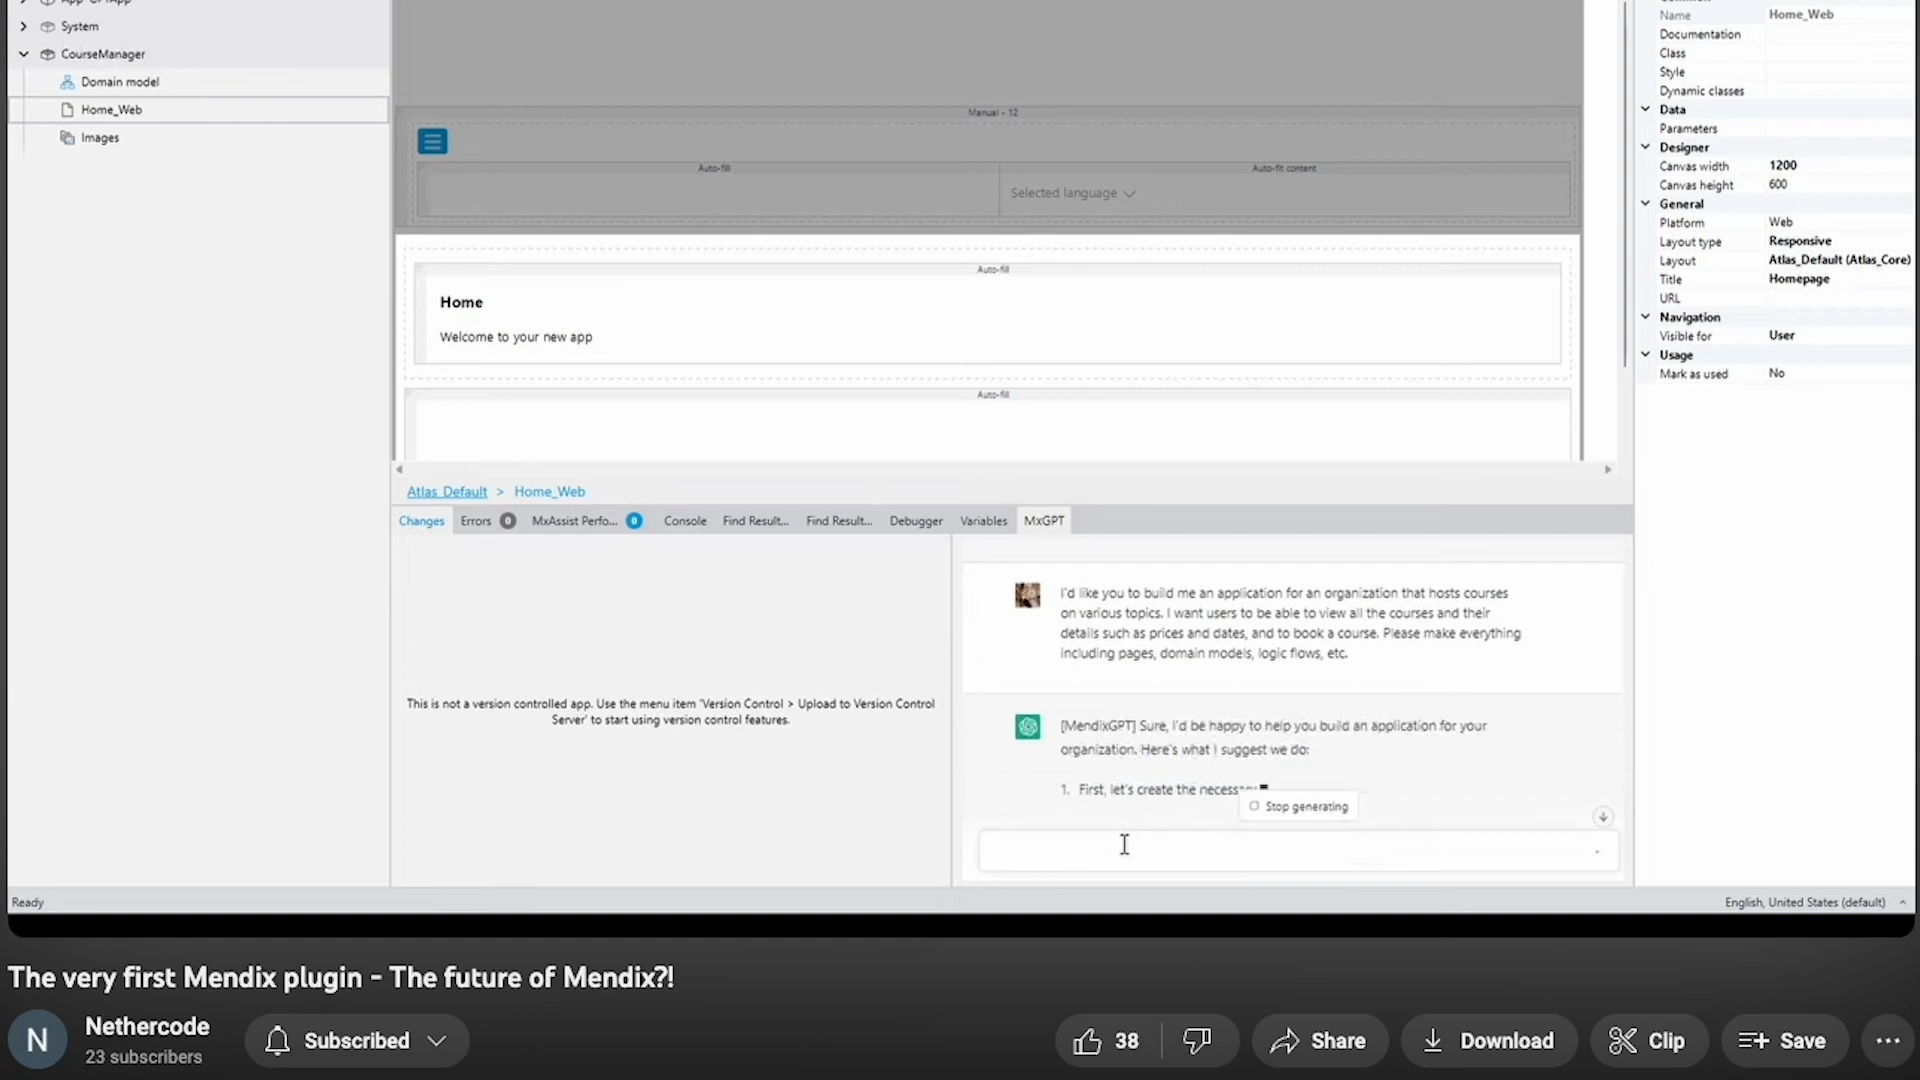 System
CourseManager
Domain model
Home_Web
Images
Manual - 12
Auto-fill
Auto-fit content
Selected language
Auto-fill
Home
Welcome to your new app
Auto-fill
Atlas_Default > Home_Web
Changes Errors 0 MxAssist Perfo... 0 Console Find Result... Find Result... Debugger Variables MxGPT
This is not a version controlled app. Use the menu item 'Version Control > Upload to Version Control
Server' to start using version control features.
I'd like you to build me an application for an organization that hosts courses
on various topics. I want users to be able to view all the courses and their
details such as prices and dates, and to book a course. Please make everything
including pages, domain models, logic flows, etc.
[MendixGPT] Sure, I'd be happy to help you build an application for your
organization. Here's what I suggest we do:
1. First, let's create the necessary
Stop generating
Name Home_Web
Documentation
Class
Style
Dynamic classes
Data
Parameters
Designer
Canvas width 1200
Canvas height 600
General
Platform Web
Layout type Responsive
Layout Atlas_Default (Atlas_Core)
Title Homepage
URL
Navigation
Visible for User
Usage
Mark as used No
Ready
English, United States (default)
The very first Mendix plugin - The future of Mendix?!
N
Nethercode
23 subscribers
Subscribed
38
Share
Download
Clip
Save